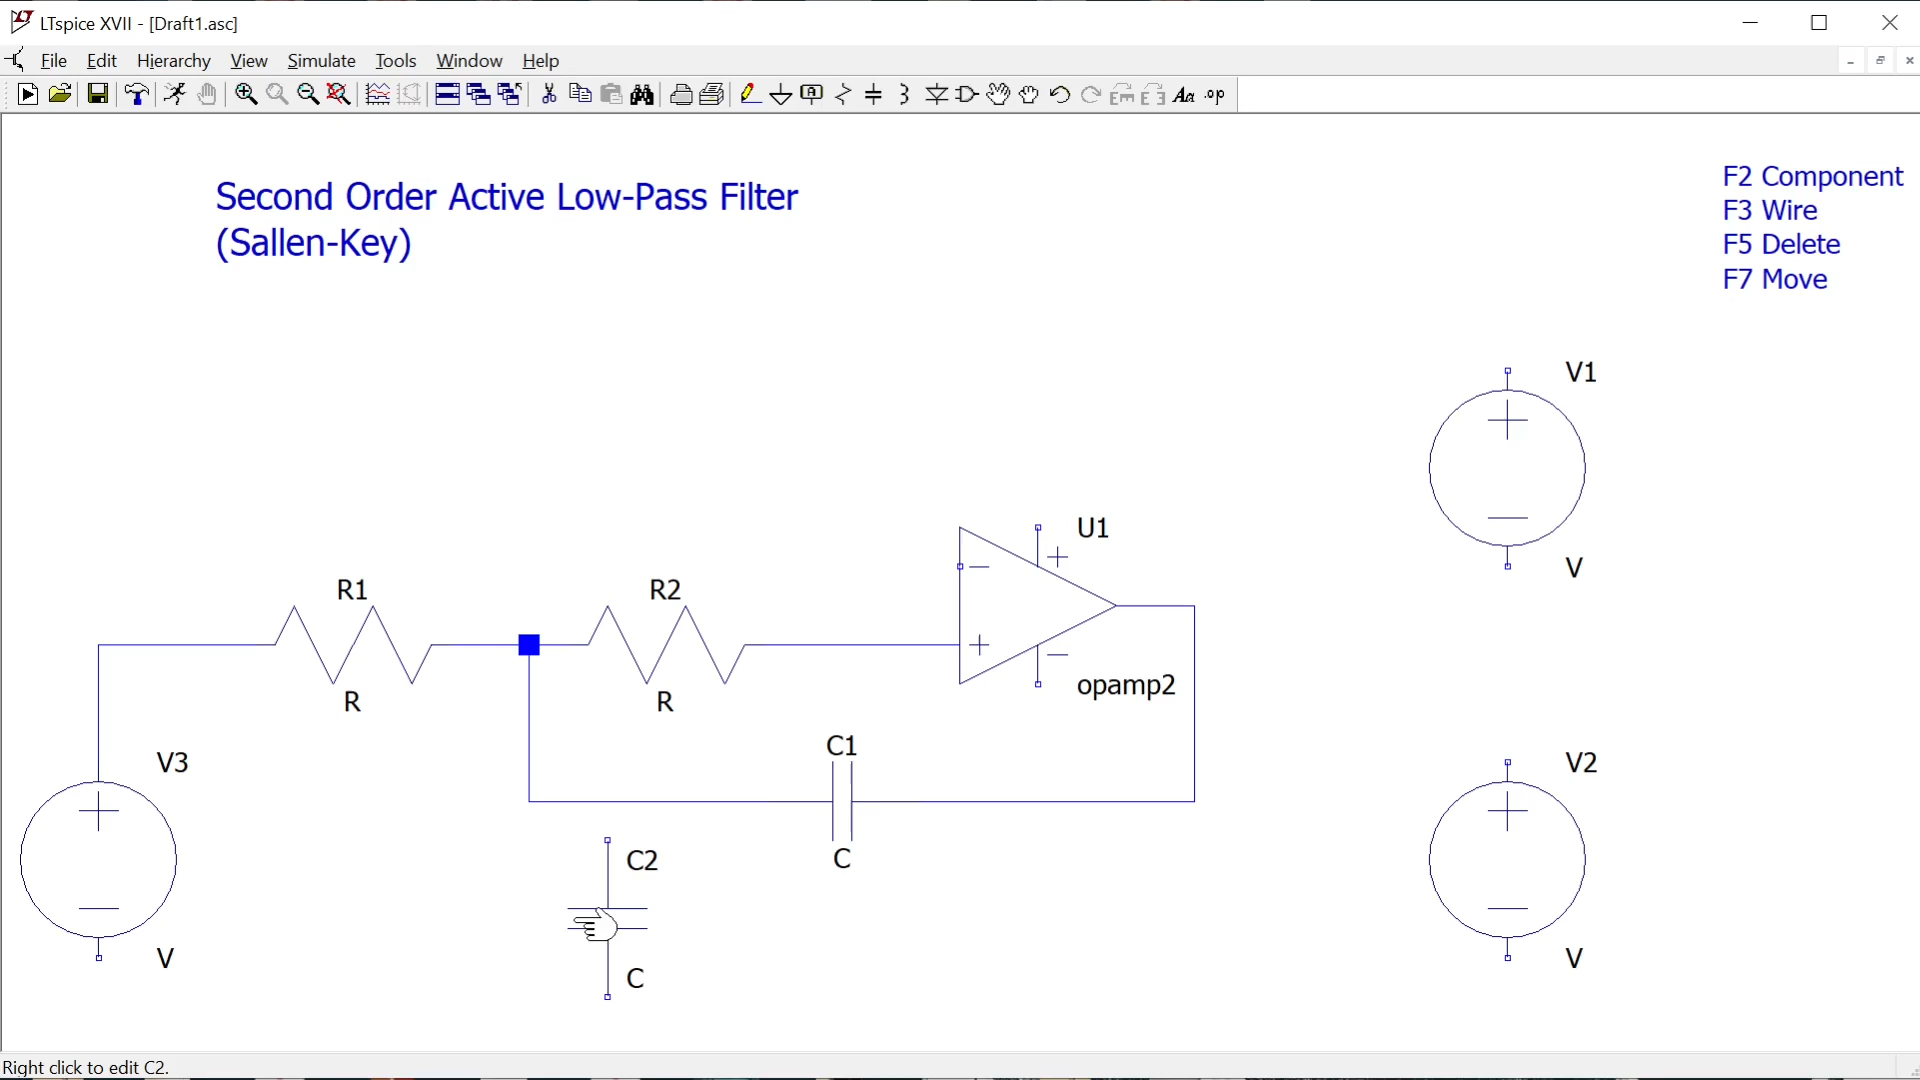 LTspice XVII - [Draft1.asc]
File Edit Hierarchy View Simulate Tools Window Help
Aa .op
Second Order Active Low-Pass Filter
(Sallen-Key)
F2 Component
F3 Wire
F5 Delete
F7 Move
V1
V
U1
opamp2
R1
R
R2
R
C1
C
V3
V
C2
C
V2
V
Right click to edit C2.